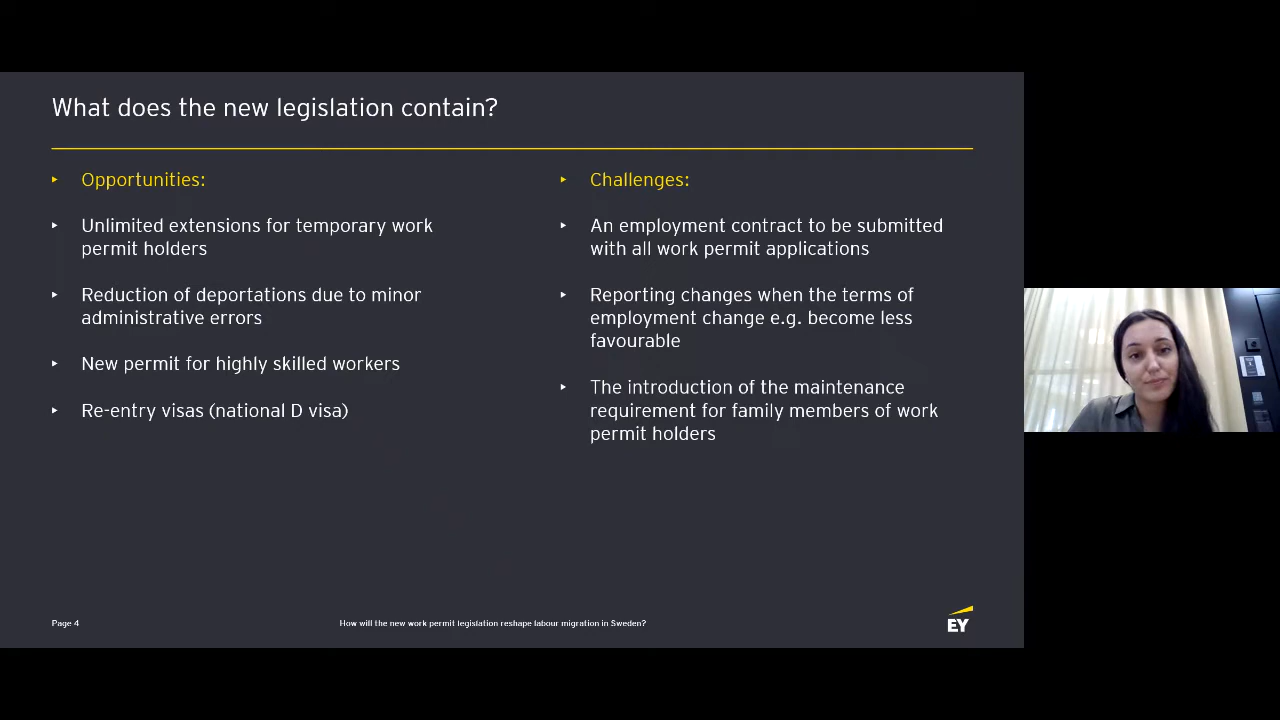 What does the new legislation contain?
Opportunities:
Unlimited extensions for temporary work
permit holders
Reduction of deportations due to minor
administrative errors
New permit for highly skilled workers
Re-entry visas (national D visa)
Challenges:
An employment contract to be submitted
with all work permit applications
Reporting changes when the terms of
employment change e.g. become less
favourable
The introduction of the maintenance
requirement for family members of work
permit holders
Page 4
How will the new work permit legislation reshape labour migration in Sweden?
EY